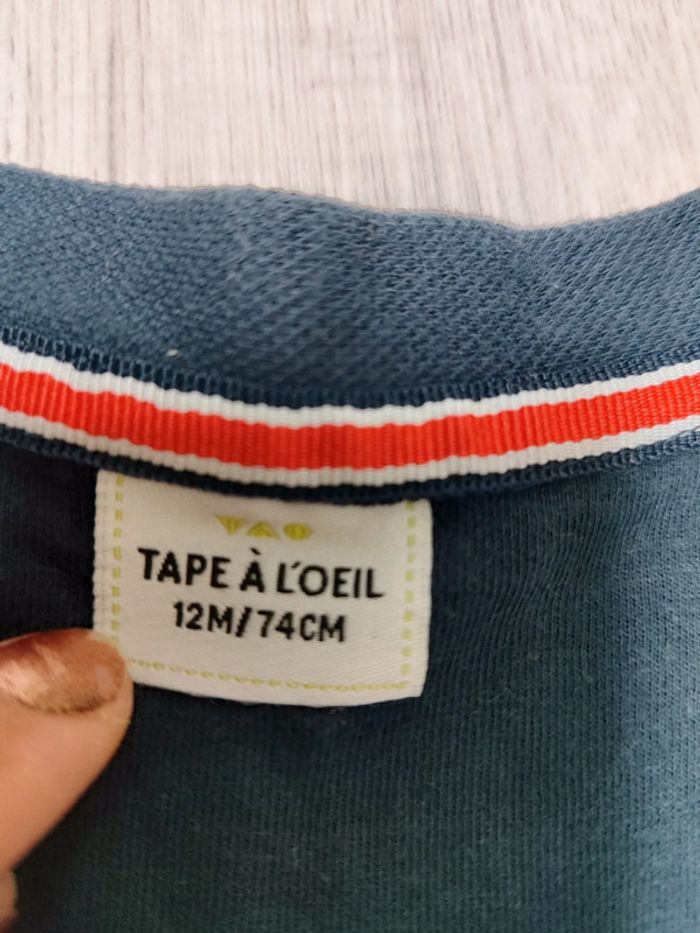 TAO
TAPE À L'OEIL
12M/74CM